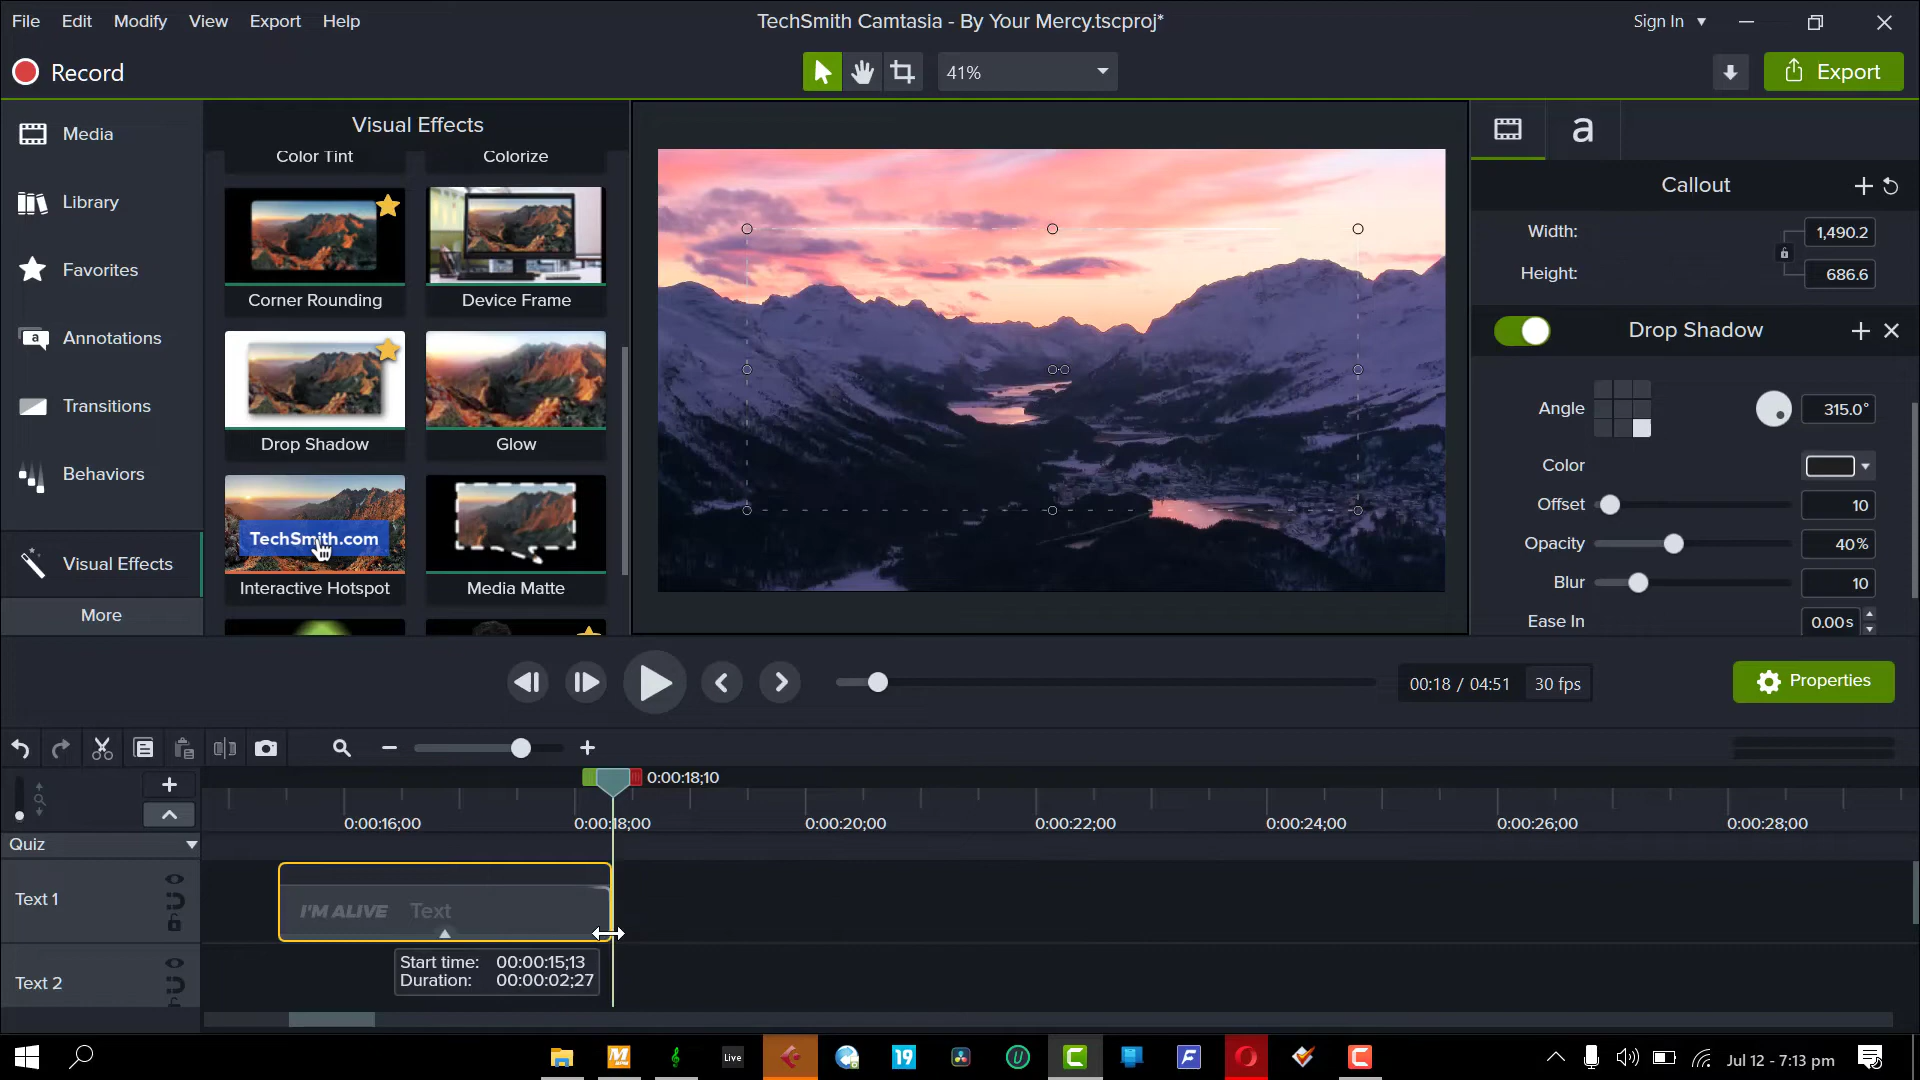 File Edit Modify View Export Help
TechSmith Camtasia - By Your Mercy.tscproj*
Sign In
Record
41%
Export
Media
Library
Favorites
Annotations
Transitions
Behaviors
Visual Effects
More
Visual Effects
Color Tint
Colorize
Corner Rounding
Device Frame
Drop Shadow
Glow
TechSmith.com
Interactive Hotspot
Media Matte
a
Callout
Width: 1,490.2
Height: 686.6
Drop Shadow
Angle 315.0°
Color
Offset 10
Opacity 40%
Blur 10
Ease In 0.00s
00:18 / 04:51 30 fps
Properties
0:00:18;10
0:00:16;00 0:00:18;00 0:00:20;00 0:00:22;00 0:00:24;00 0:00:26;00 0:00:28;00
Quiz
Text 1
I'M ALIVE Text
Start time: 00:00:15;13
Duration: 00:00:02;27
Text 2
Live
19
Jul 12 - 7:13 pm